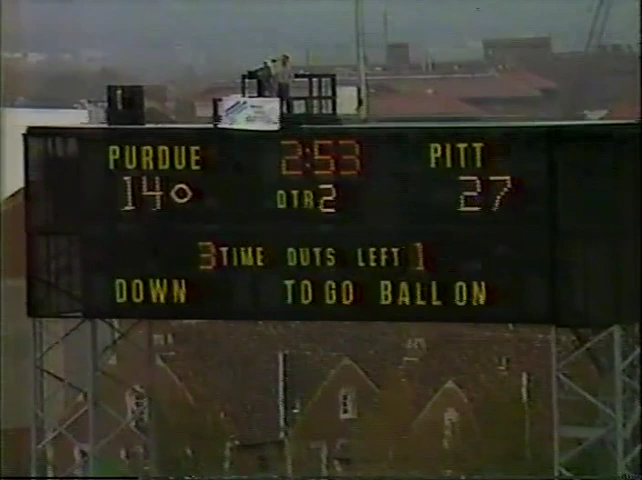 PURDUE 2:53 PITT
14 QTR 2 27
3 TIME OUTS LEFT 1
DOWN TO GO BALL ON